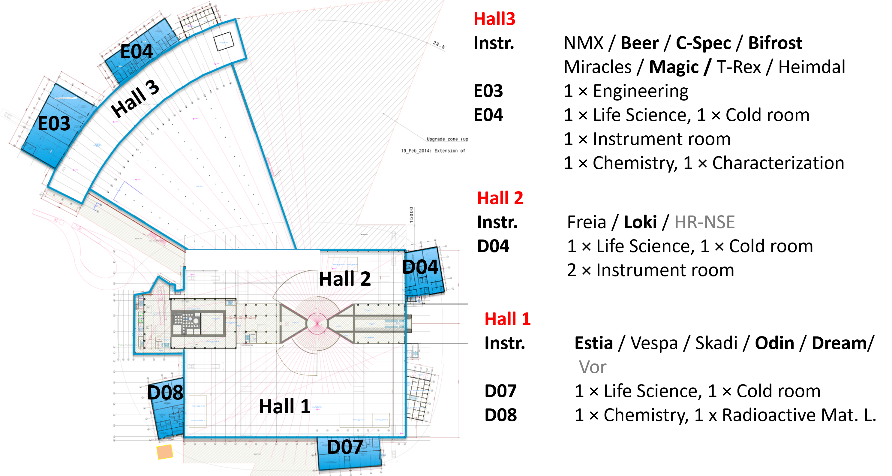 Hall3
Instr. NMX / Beer / C-Spec / Bifrost
Miracles / Magic / T-Rex / Heimdal
E03 1 × Engineering
E04 1 × Life Science, 1 × Cold room
1 × Instrument room
1 × Chemistry, 1 × Characterization
Hall 2
Instr. Freia / Loki / HR-NSE
D04 1 × Life Science, 1 × Cold room
2 × Instrument room
Hall 1
Instr. Estia / Vespa / Skadi / Odin / Dream/
Vor
D07 1 × Life Science, 1 × Cold room
D08 1 × Chemistry, 1 x Radioactive Mat. L.
E04
Hall 3
E03
Upgrade zone
Extension of
Hall 2
D04
D08
Hall 1
D07